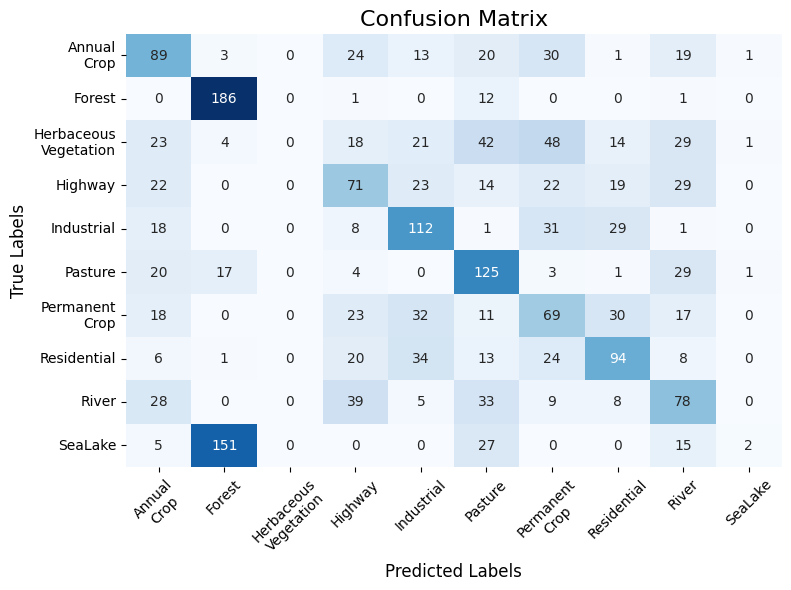 Confusion Matrix
True Labels
Annual
Crop
89 3 0 24 13 20 30 1 19 1
Forest
0 186 0 1 0 12 0 0 1 0
Herbaceous
Vegetation
23 4 0 18 21 42 48 14 29 1
Highway
22 0 0 71 23 14 22 19 29 0
Industrial
18 0 0 8 112 1 31 29 1 0
Pasture
20 17 0 4 0 125 3 1 29 1
Permanent
Crop
18 0 0 23 32 11 69 30 17 0
Residential
6 1 0 20 34 13 24 94 8 0
River
28 0 0 39 5 33 9 8 78 0
SeaLake
5 151 0 0 0 27 0 0 15 2
Annual
Crop
Forest
Herbaceous
Vegetation
Highway
Industrial
Pasture
Permanent
Crop
Residential
River
SeaLake
Predicted Labels